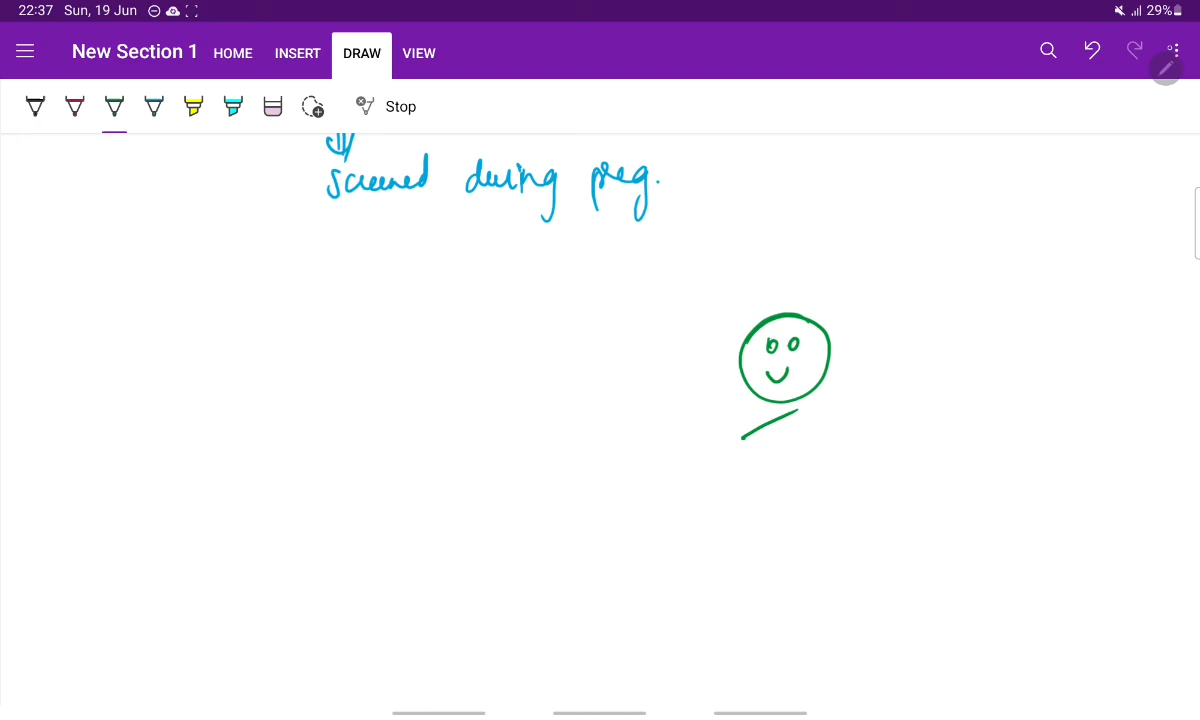 22:37 Sun, 19 Jun 29%
New Section 1 HOME INSERT DRAW VIEW
Stop
screened during preg.